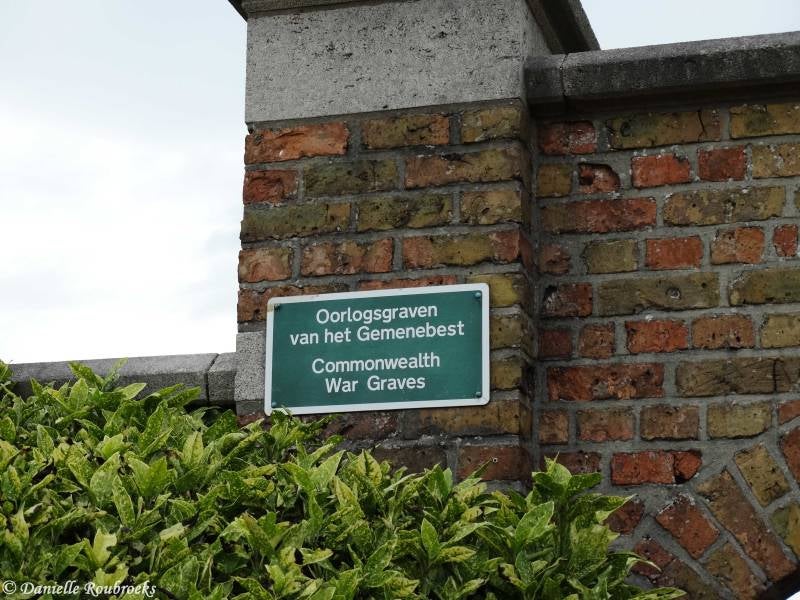 Oorlogsgraven
van het Gemenebest
Commonwealth
War Graves
© Danielle Roubroeks